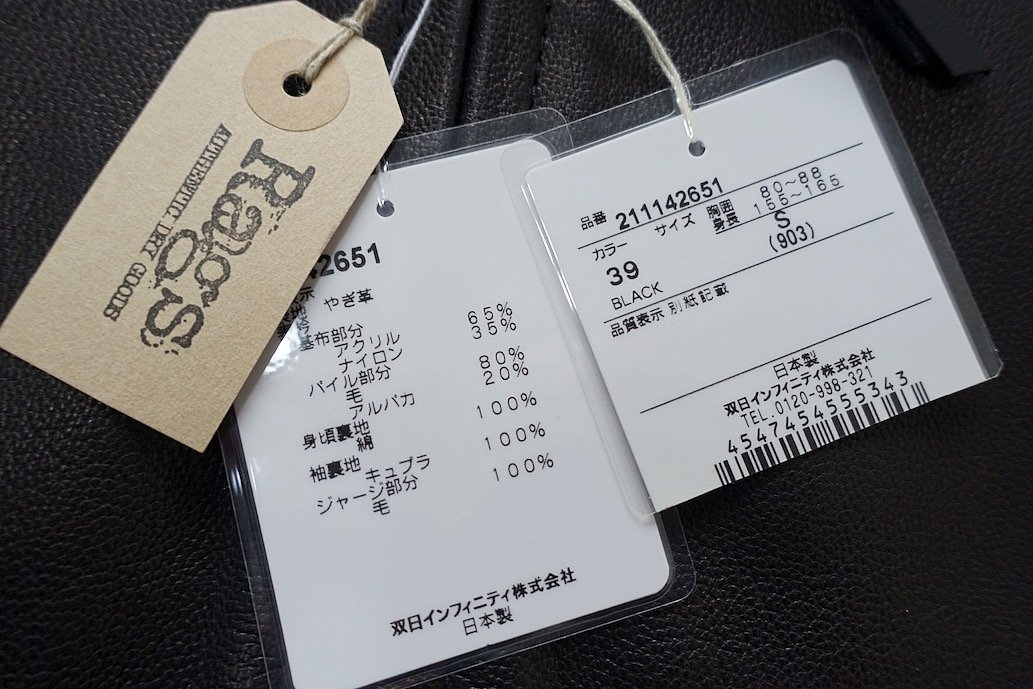 Rags
AUTHENTIC DRY GOODS
42651
やぎ革
基布部分
アクリル 65%
ナイロン 35%
パイル部分
毛 80%
アルパカ 20%
身頃裏地
綿 100%
袖裏地
キュプラ 100%
ジャージ部分
毛 100%
双日インフィニティ株式会社
日本製
品番 211142651
サイズ 胸囲 80~88
身長 155~165
カラー S
39 (903)
BLACK
品質表示 別紙記載
日本製
双日インフィニティ株式会社
TEL.0120-998-321
4547454555343